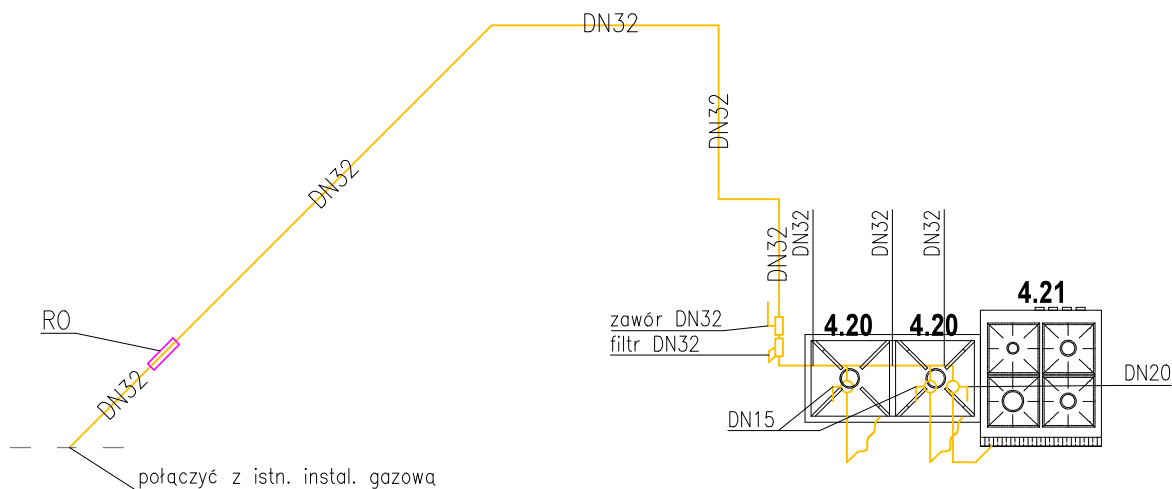 DN32
DN32
DN32
DN32
DN32
DN32
DN32
4.21
RO
zawór DN32
filtr DN32
4.20
4.20
DN20
DN32
DN15
połączyć z istn. instal. gazową